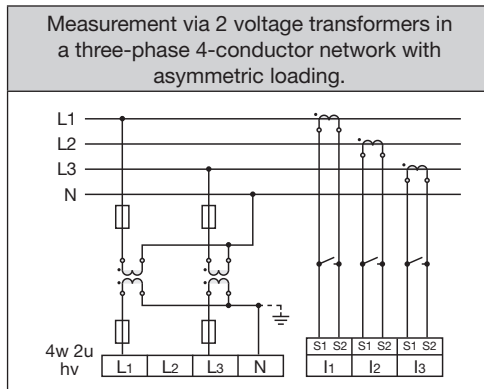 Measurement via 2 voltage transformers in
a three-phase 4-conductor network with
asymmetric loading.
L1
L2
L3
N
S1 S2 S1 S2 S1 S2
4w 2u
hv
L1 L2 L3 N I1 I2 I3